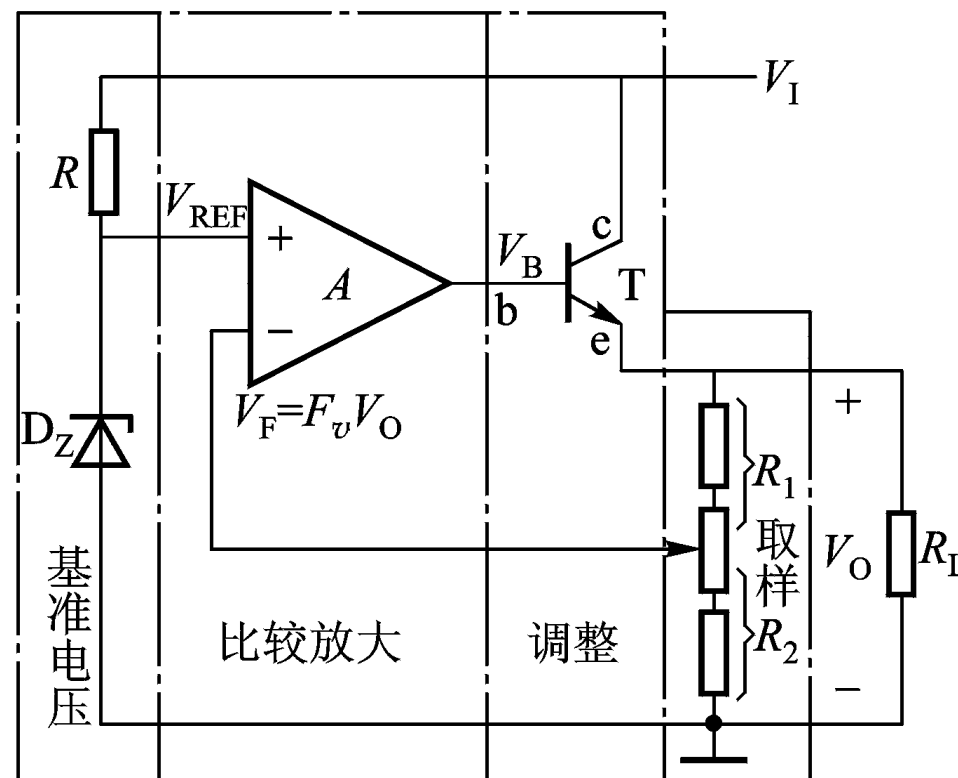 V_I
R
V_REF
+
−
A
V_B
b
c
T
e
V_F=F_vV_O
D_Z
+
R_1
取样
V_O
R_L
R_2
−
基准电压
比较放大
调整